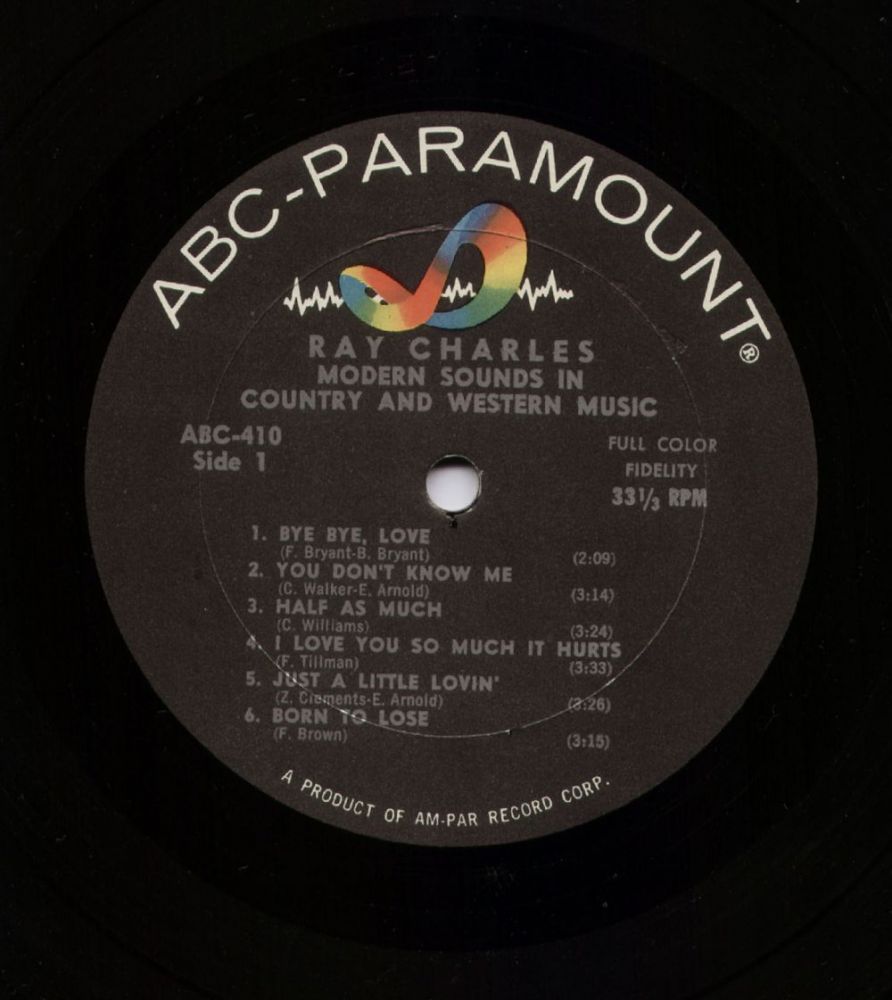 ABC-PARAMOUNT®
RAY CHARLES
MODERN SOUNDS IN
COUNTRY AND WESTERN MUSIC
ABC-410
Side 1
FULL COLOR
FIDELITY
33⅓ RPM
1. BYE BYE, LOVE
(F. Bryant-B. Bryant) (2:09)
2. YOU DON'T KNOW ME
(C. Walker-E. Arnold) (3:14)
3. HALF AS MUCH
(C. Williams) (3:24)
4. I LOVE YOU SO MUCH IT HURTS
(F. Tillman) (3:33)
5. JUST A LITTLE LOVIN'
(Z. Clements-E. Arnold) (3:26)
6. BORN TO LOSE
(F. Brown) (3:15)
A PRODUCT OF AM-PAR RECORD CORP.